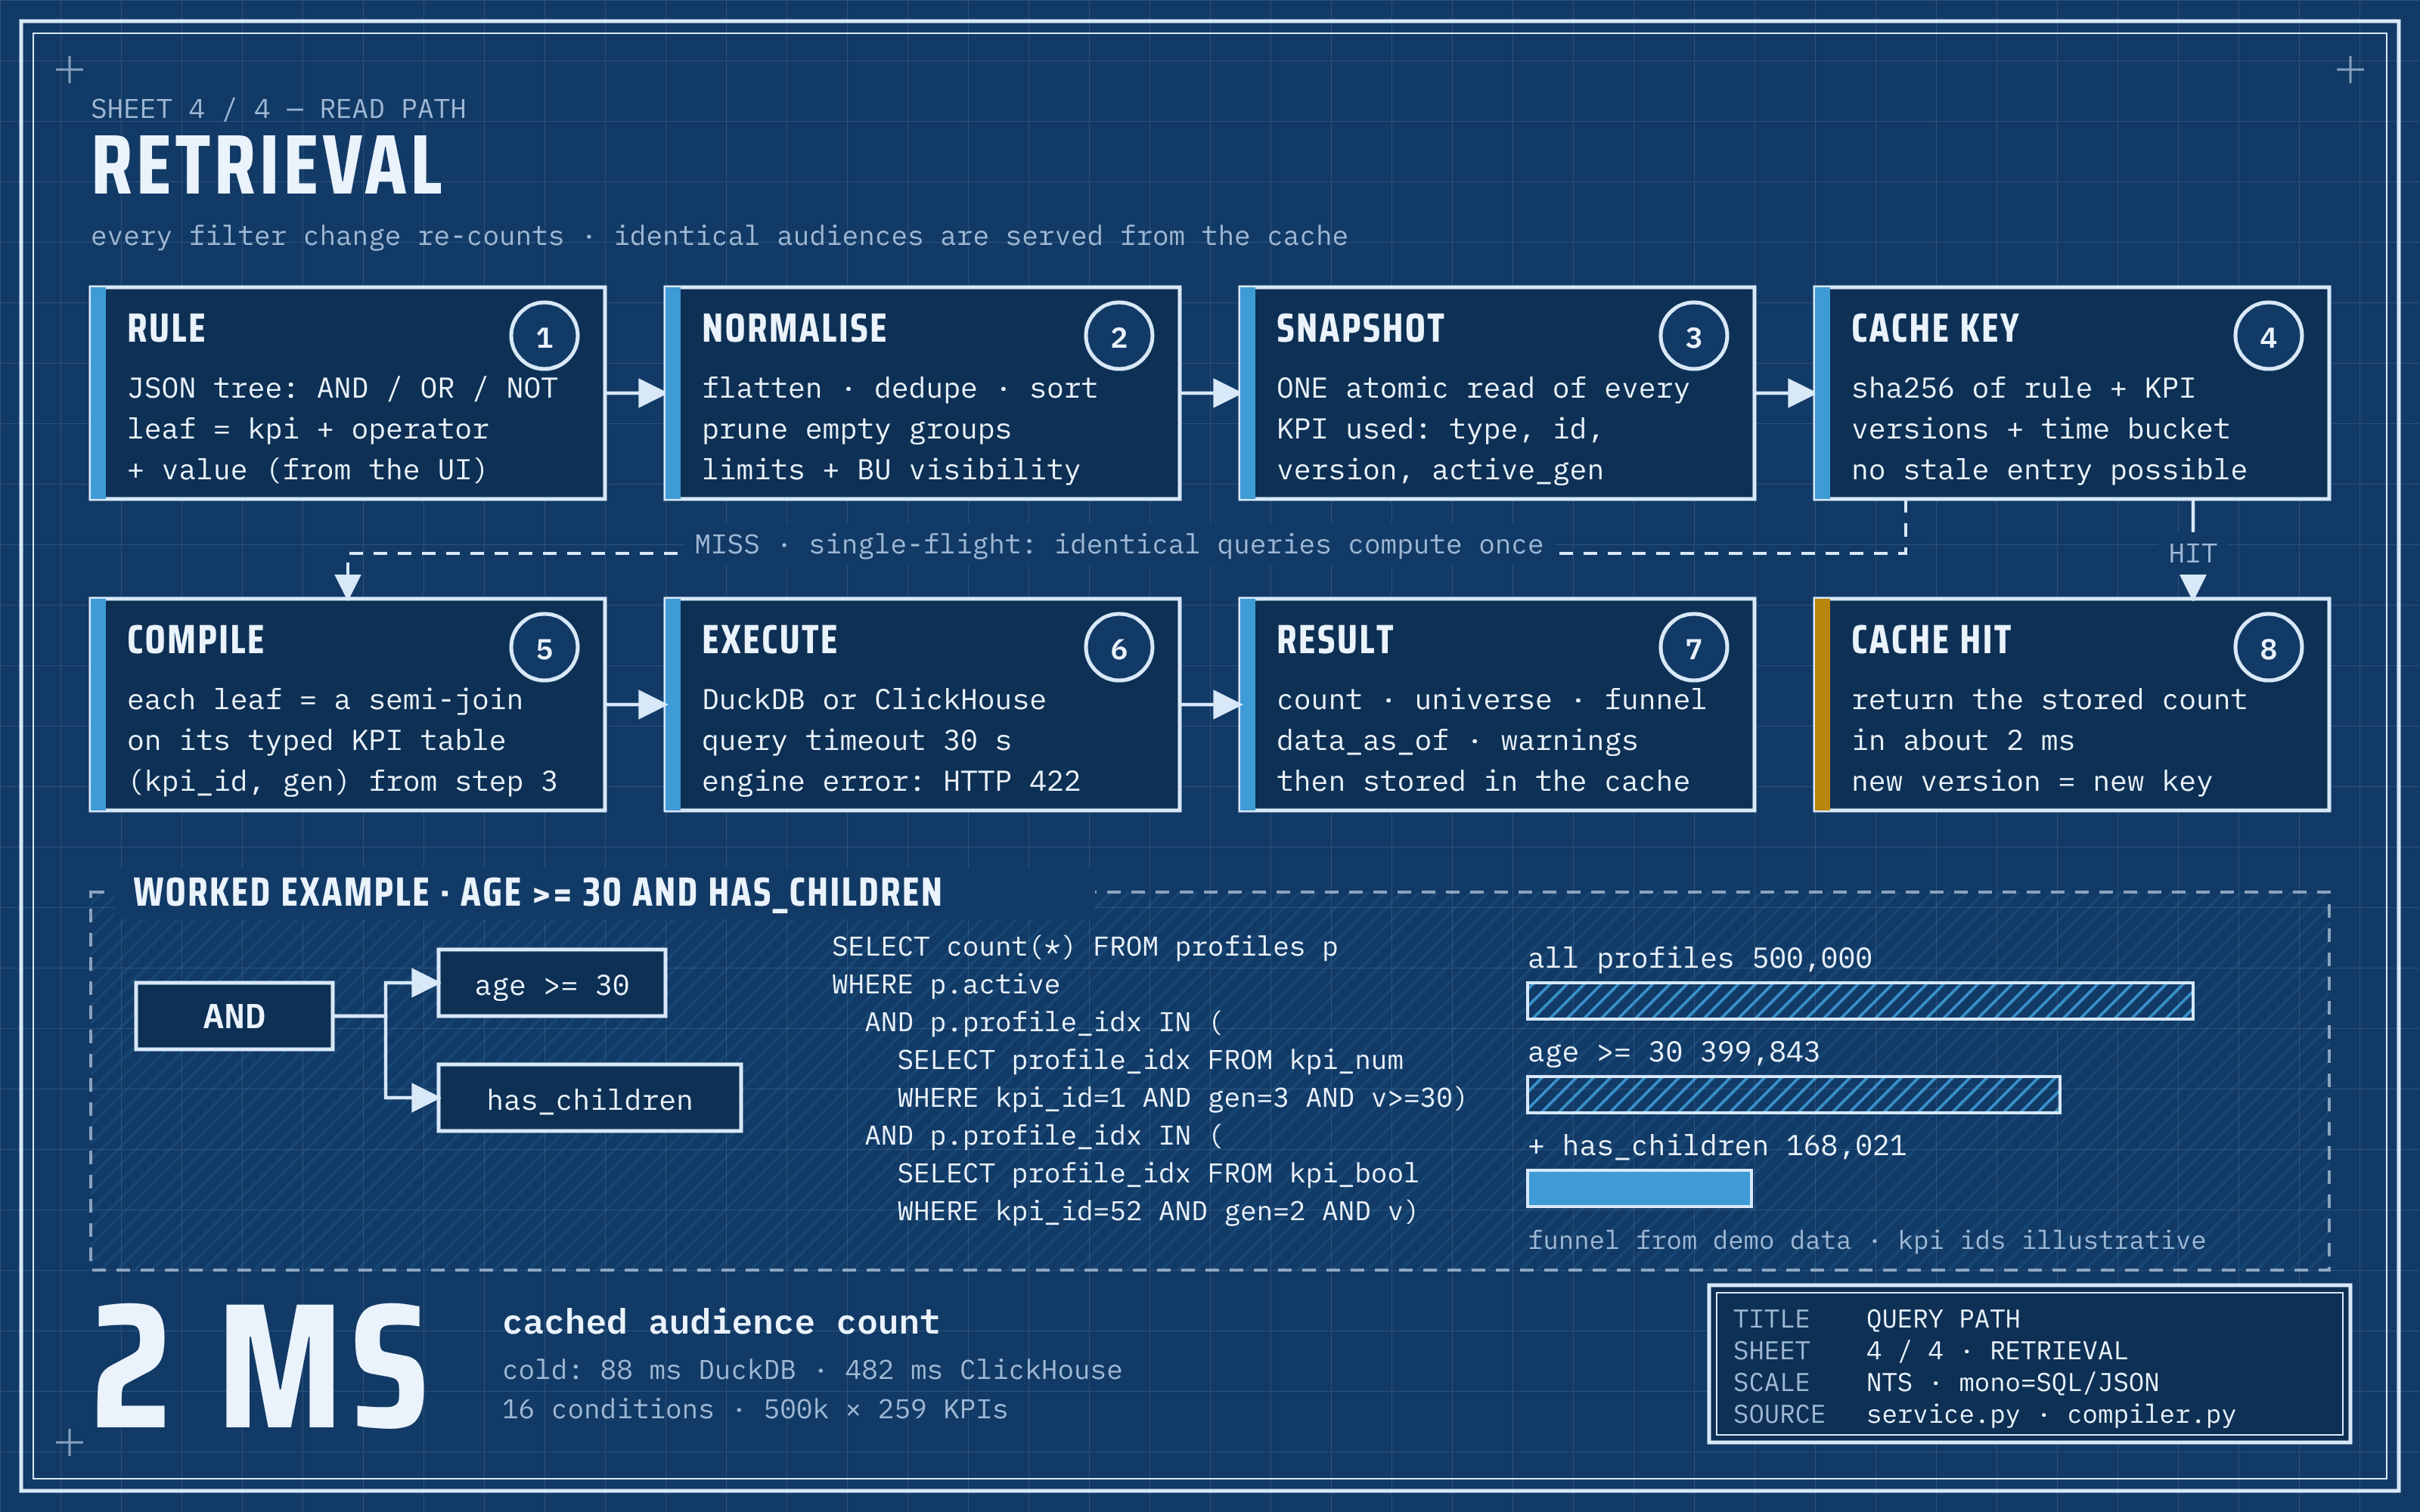 SHEET 4 / 4 — READ PATH
RETRIEVAL
every filter change re-counts · identical audiences are served from the cache
RULE
1
JSON tree: AND / OR / NOT
leaf = kpi + operator
+ value (from the UI)
NORMALISE
2
flatten · dedupe · sort
prune empty groups
limits + BU visibility
SNAPSHOT
3
ONE atomic read of every
KPI used: type, id,
version, active_gen
CACHE KEY
4
sha256 of rule + KPI
versions + time bucket
no stale entry possible
MISS · single-flight: identical queries compute once
HIT
COMPILE
5
each leaf = a semi-join
on its typed KPI table
(kpi_id, gen) from step 3
EXECUTE
6
DuckDB or ClickHouse
query timeout 30 s
engine error: HTTP 422
RESULT
7
count · universe · funnel
data_as_of · warnings
then stored in the cache
CACHE HIT
8
return the stored count
in about 2 ms
new version = new key
WORKED EXAMPLE · AGE >= 30 AND HAS_CHILDREN
AND
age >= 30
has_children
SELECT count(*) FROM profiles p
WHERE p.active
AND p.profile_idx IN (
SELECT profile_idx FROM kpi_num
WHERE kpi_id=1 AND gen=3 AND v>=30)
AND p.profile_idx IN (
SELECT profile_idx FROM kpi_bool
WHERE kpi_id=52 AND gen=2 AND v)
all profiles 500,000
age >= 30 399,843
+ has_children 168,021
funnel from demo data · kpi ids illustrative
2 MS
cached audience count
cold: 88 ms DuckDB · 482 ms ClickHouse
16 conditions · 500k × 259 KPIs
TITLE QUERY PATH
SHEET 4 / 4 · RETRIEVAL
SCALE NTS · mono=SQL/JSON
SOURCE service.py · compiler.py